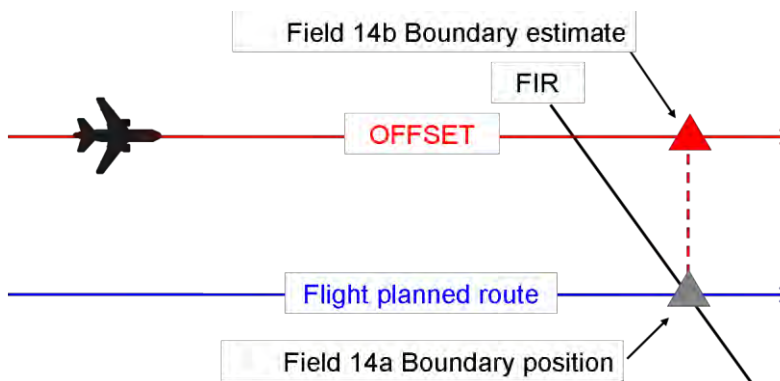 Field 14b Boundary estimate
FIR
OFFSET
Flight planned route
Field 14a Boundary position